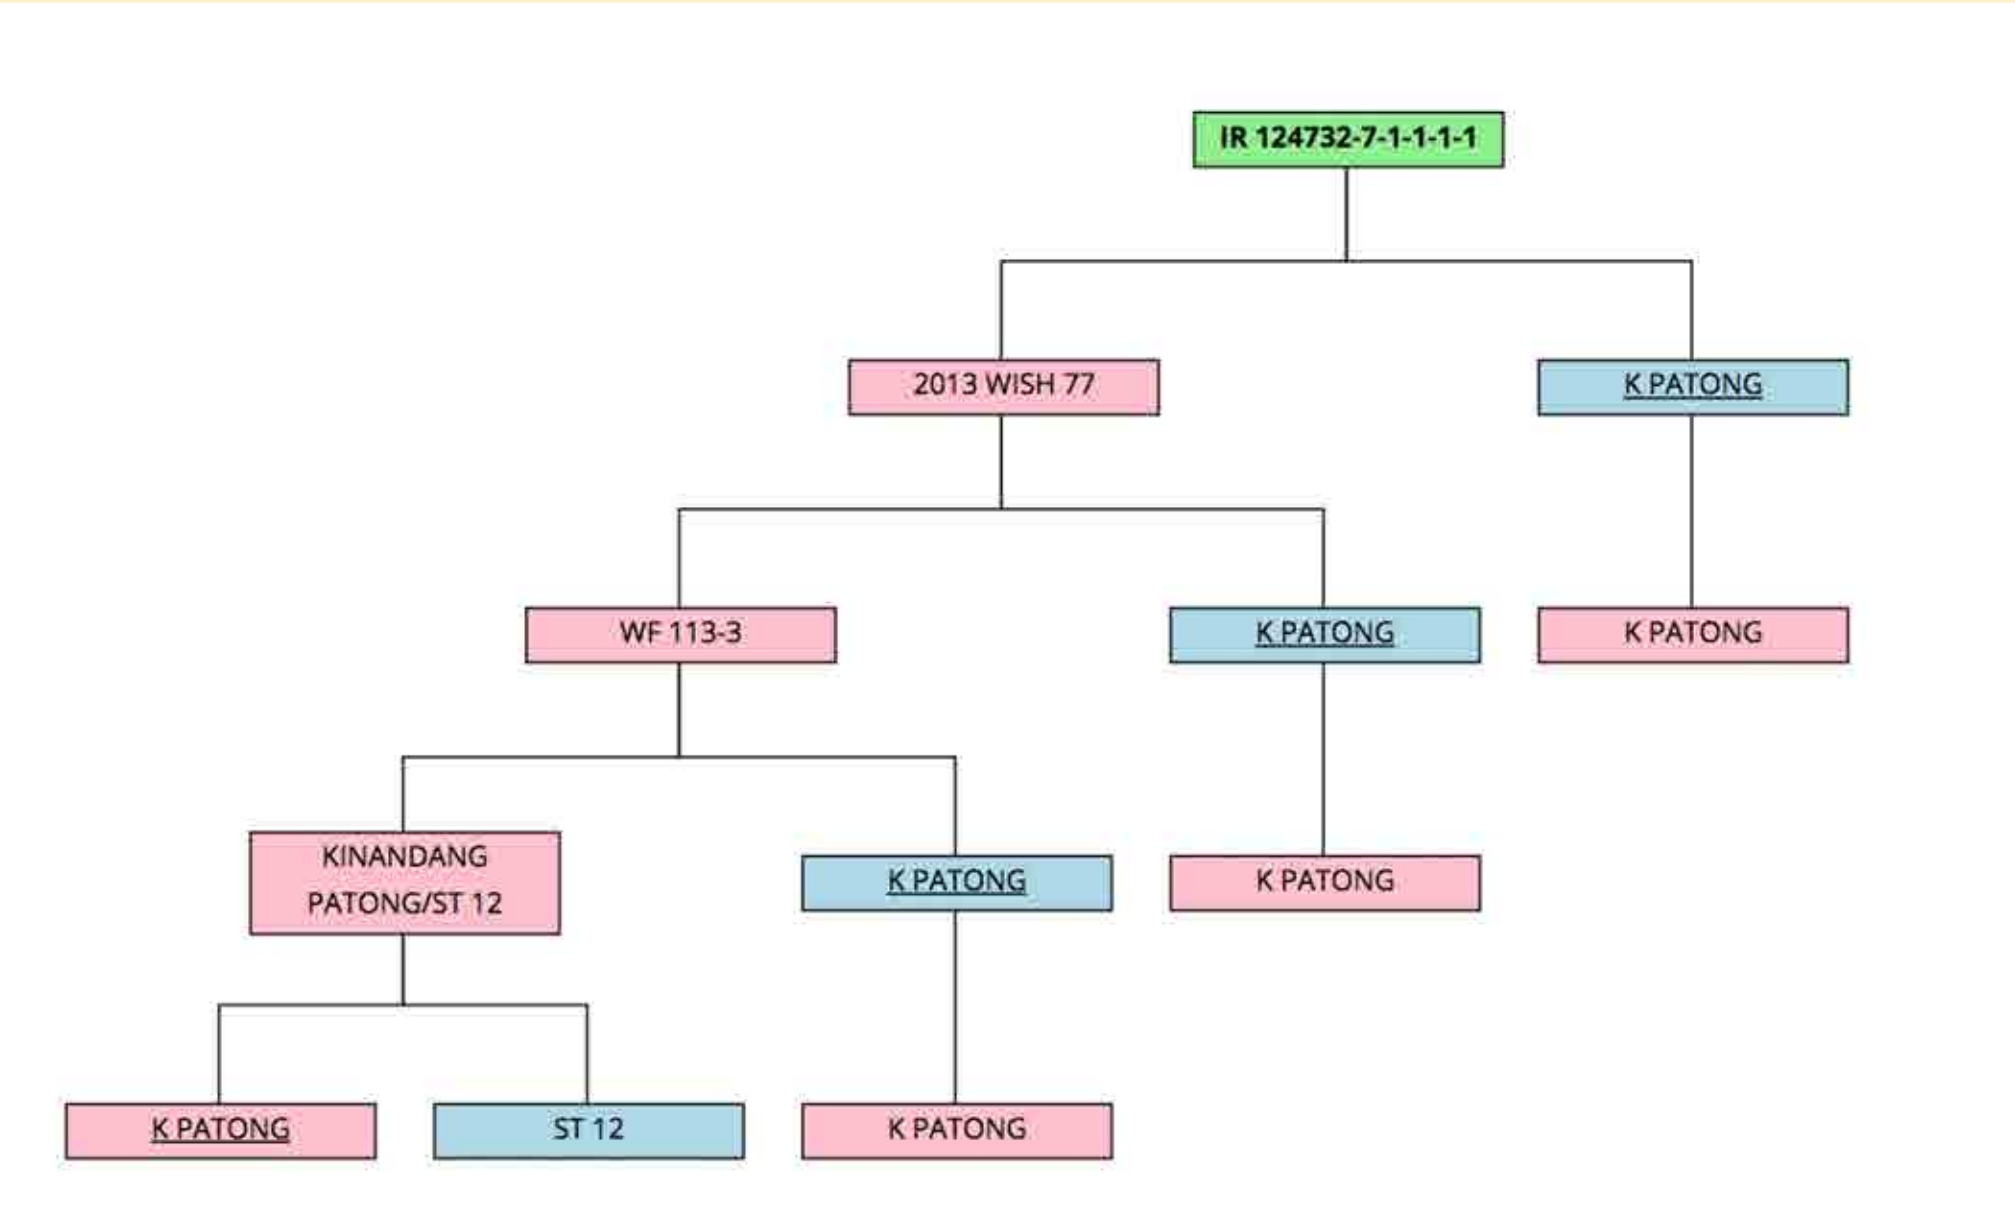 IR 124732-7-1-1-1-1
2013 WISH 77
K PATONG
WF 113-3
K PATONG
K PATONG
KINANDANG
PATONG/ST 12
K PATONG
K PATONG
K PATONG
ST 12
K PATONG